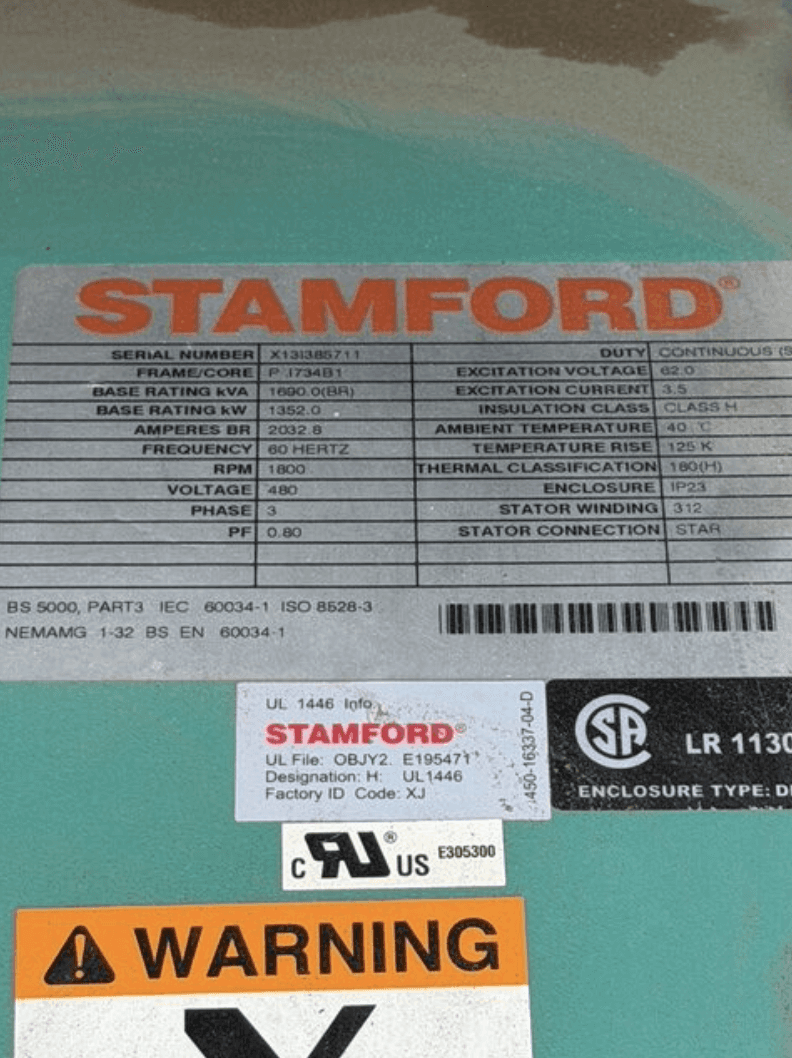 STAMFORD®
SERIAL NUMBER X13I385711 DUTY CONTINUOUS (S
FRAME/CORE P I734B1 EXCITATION VOLTAGE 62.0
BASE RATING kVA 1690.0(BR) EXCITATION CURRENT 3.5
BASE RATING kW 1352.0 INSULATION CLASS CLASS H
AMPERES BR 2032.8 AMBIENT TEMPERATURE 40 °C
FREQUENCY 60 HERTZ TEMPERATURE RISE 125 K
RPM 1800 THERMAL CLASSIFICATION 180(H)
VOLTAGE 480 ENCLOSURE IP23
PHASE 3 STATOR WINDING 312
PF 0.80 STATOR CONNECTION STAR
BS 5000, PART3 IEC 60034-1 ISO 8528-3
NEMAMG 1-32 BS EN 60034-1
UL 1446 Info.
STAMFORD®
UL File: OBJY2. E195471
Designation: H: UL1446
Factory ID Code: XJ
450-16337-04-D
SA
LR 1130
ENCLOSURE TYPE: D
C RU® US E305300
WARNING